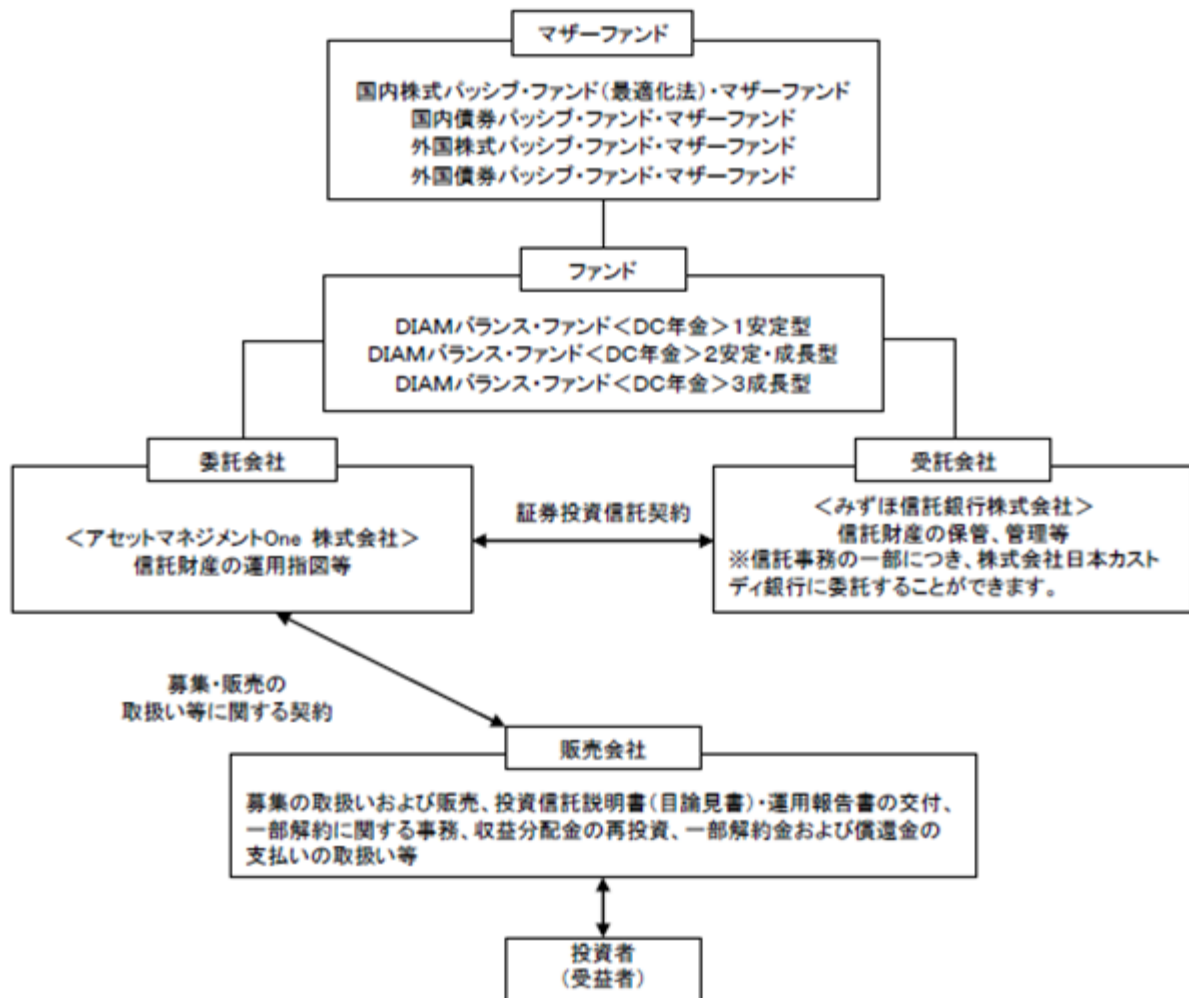 マザーファンド
国内株式パッシブ・ファンド(最適化法)・マザーファンド
国内債券パッシブ・ファンド・マザーファンド
外国株式パッシブ・ファンド・マザーファンド
外国債券パッシブ・ファンド・マザーファンド
ファンド
DIAMバランス・ファンド<DC年金>1安定型
DIAMバランス・ファンド<DC年金>2安定・成長型
DIAMバランス・ファンド<DC年金>3成長型
委託会社
<アセットマネジメントOne 株式会社>
信託財産の運用指図等
証券投資信託契約
受託会社
<みずほ信託銀行株式会社>
信託財産の保管、管理等
※信託事務の一部につき、株式会社日本カスト
ディ銀行に委託することができます。
募集・販売の
取扱い等に関する契約
販売会社
募集の取扱いおよび販売、投資信託説明書(目論見書)・運用報告書の交付、
一部解約に関する事務、収益分配金の再投資、一部解約金および償還金の
支払いの取扱い等
投資者
(受益者)